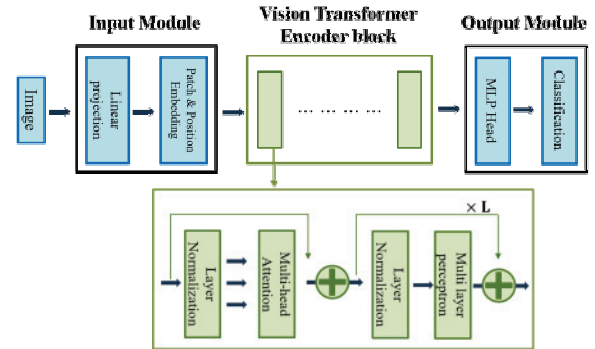 Input Module
Vision Transformer
Encoder block
Output Module
Image
Linear
projection
Patch & Position
Embedding
... ... ... ...
MLP Head
Classification
× L
Layer
Normalization
Multi-head
Attention
Layer
Normalization
Multi layer
perceptron